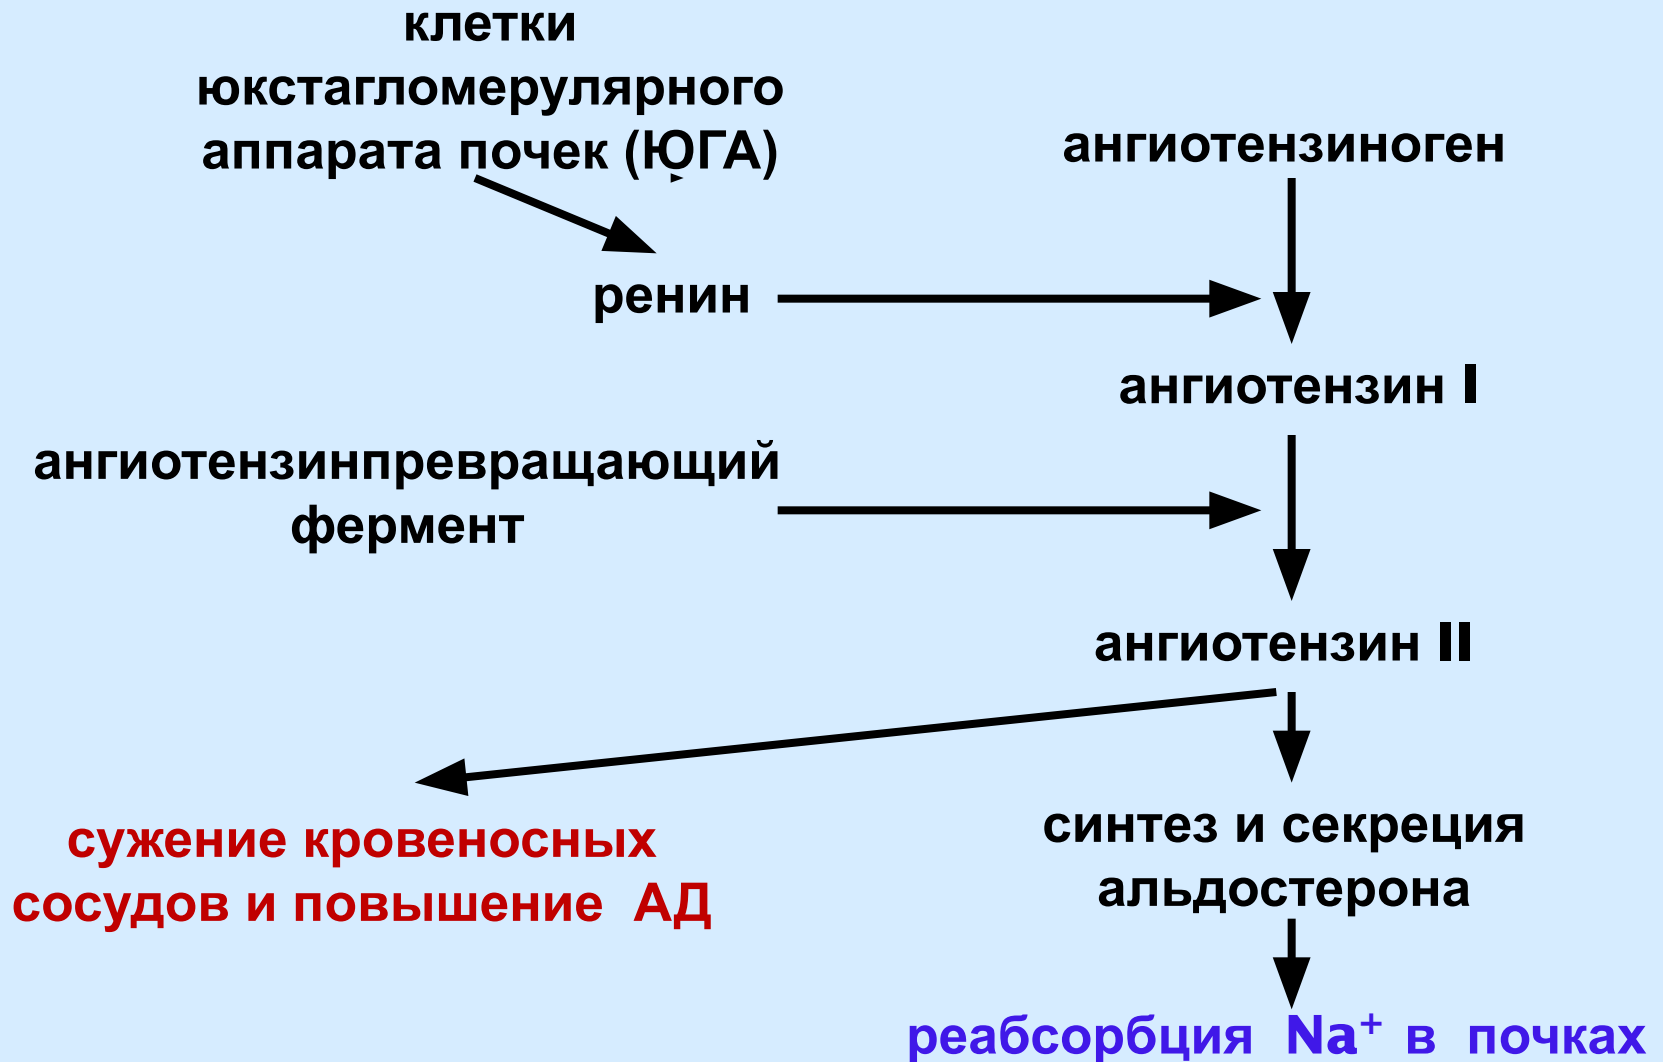 клетки
юкстагломерулярного
аппарата почек (ЮГА)
ангиотензиноген
ренин
ангиотензин I
ангиотензинпревращающий
фермент
ангиотензин II
сужение кровеносных
сосудов и повышение АД
синтез и секреция
альдостерона
реабсорбция Na⁺ в почках